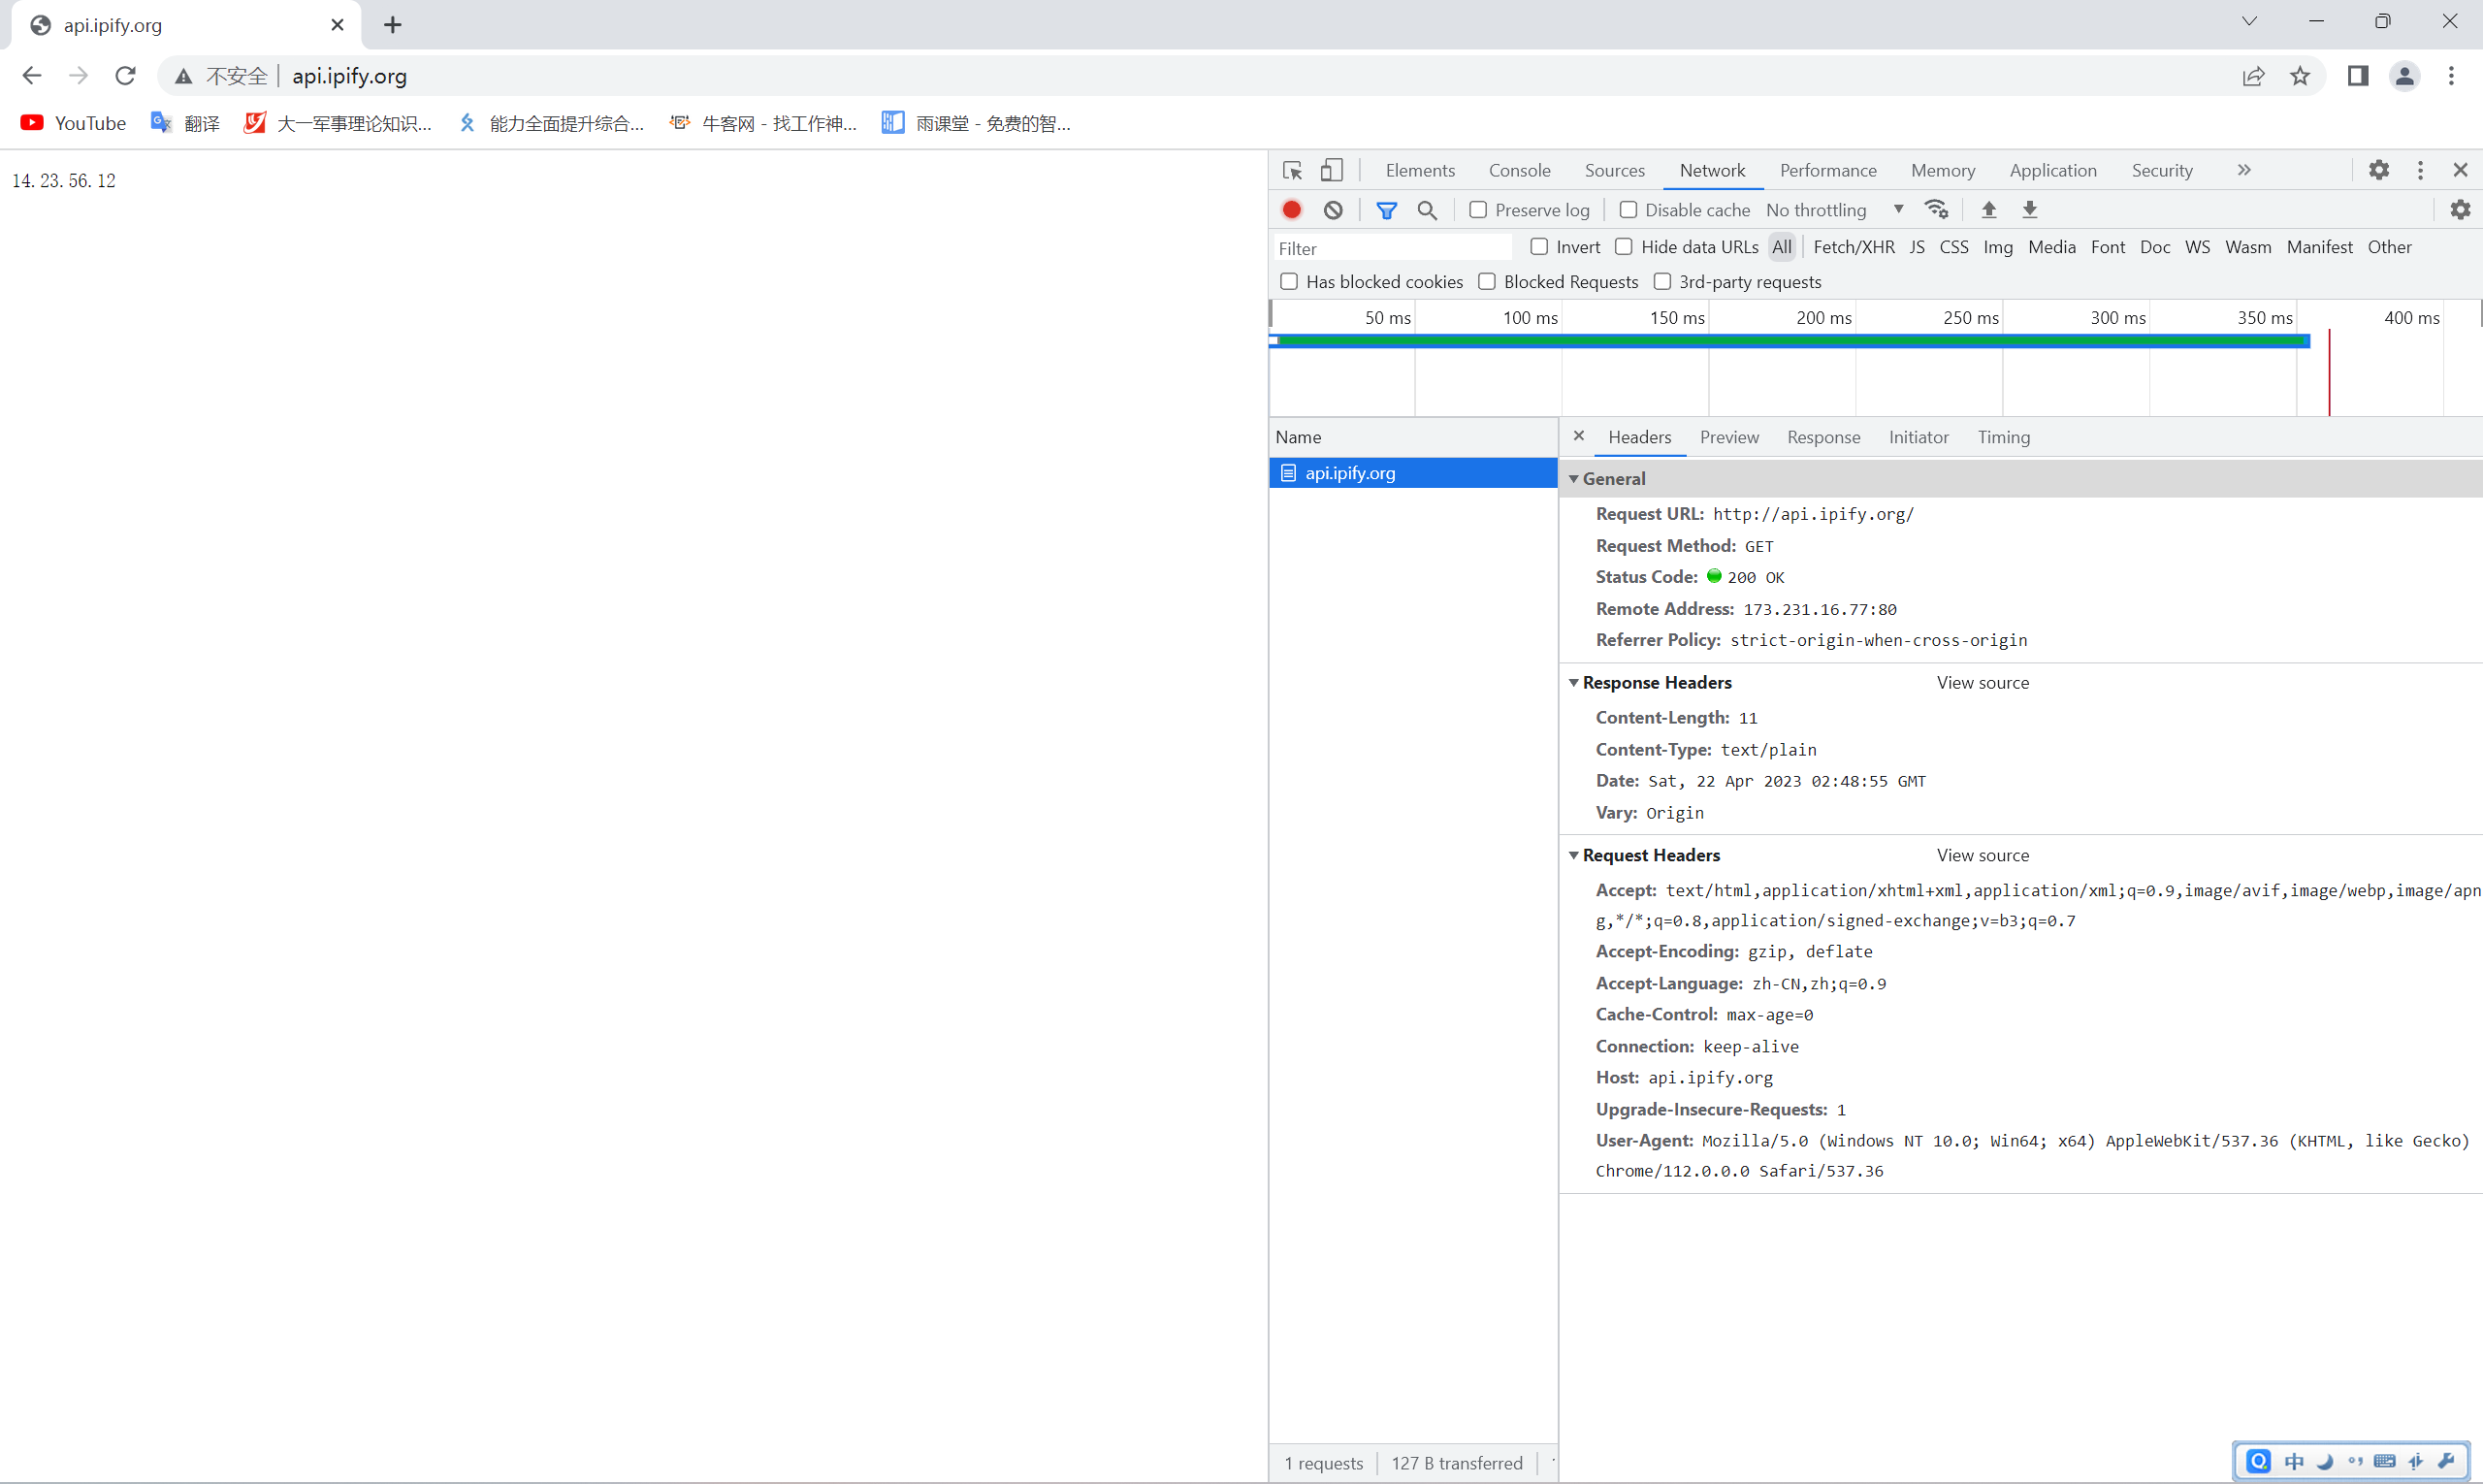 api.ipify.org
不安全 api.ipify.org
YouTube 翻译 大一军事理论知识... 能力全面提升综合... 牛客网 - 找工作神... 雨课堂 - 免费的智...
14.23.56.12
Elements Console Sources Network Performance Memory Application Security
Preserve log Disable cache No throttling
Filter Invert Hide data URLs All Fetch/XHR JS CSS Img Media Font Doc WS Wasm Manifest Other
Has blocked cookies Blocked Requests 3rd-party requests
50 ms 100 ms 150 ms 200 ms 250 ms 300 ms 350 ms 400 ms
Name
api.ipify.org
Headers Preview Response Initiator Timing
General
Request URL: http://api.ipify.org/
Request Method: GET
Status Code: 200 OK
Remote Address: 173.231.16.77:80
Referrer Policy: strict-origin-when-cross-origin
Response Headers View source
Content-Length: 11
Content-Type: text/plain
Date: Sat, 22 Apr 2023 02:48:55 GMT
Vary: Origin
Request Headers View source
Accept: text/html,application/xhtml+xml,application/xml;q=0.9,image/avif,image/webp,image/apn
g,*/*;q=0.8,application/signed-exchange;v=b3;q=0.7
Accept-Encoding: gzip, deflate
Accept-Language: zh-CN,zh;q=0.9
Cache-Control: max-age=0
Connection: keep-alive
Host: api.ipify.org
Upgrade-Insecure-Requests: 1
User-Agent: Mozilla/5.0 (Windows NT 10.0; Win64; x64) AppleWebKit/537.36 (KHTML, like Gecko)
Chrome/112.0.0.0 Safari/537.36
1 requests 127 B transferred
中